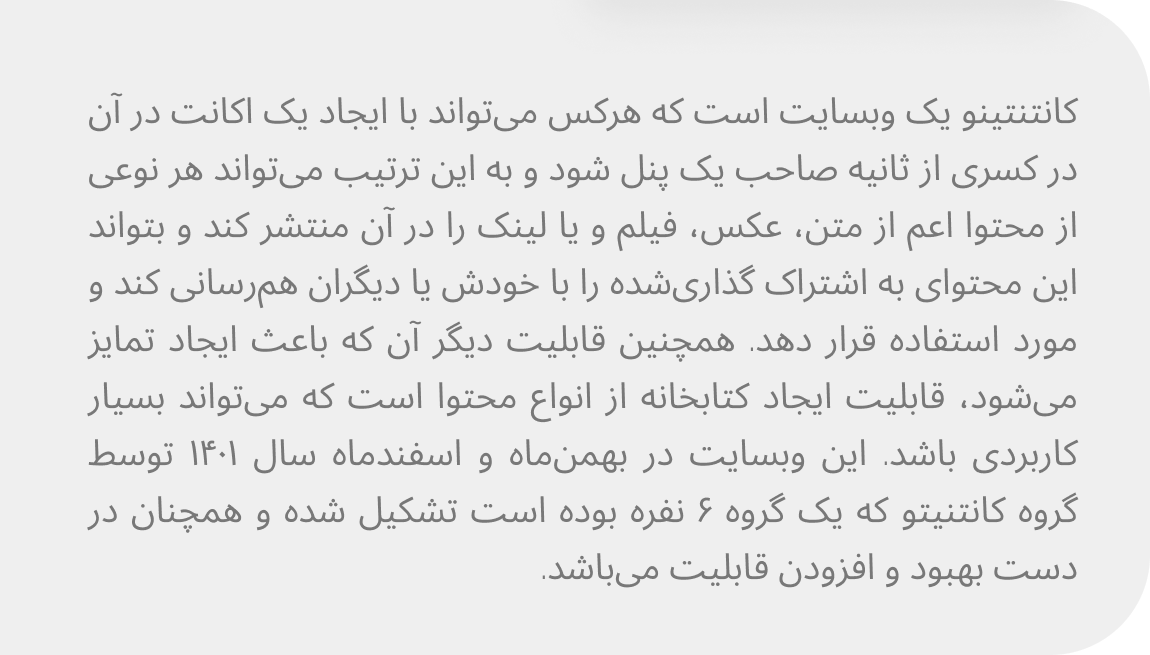 کانتنتینو یک وبسایت است که هرکس می‌تواند با ایجاد یک اکانت در آن
در کسری از ثانیه صاحب یک پنل شود و به این ترتیب می‌تواند هر نوعی
از محتوا اعم از متن، عکس، فیلم و یا لینک را در آن منتشر کند و بتواند
این محتوای به اشتراک گذاری‌شده را با خودش یا دیگران هم‌رسانی کند و
مورد استفاده قرار دهد. همچنین قابلیت دیگر آن که باعث ایجاد تمایز
می‌شود، قابلیت ایجاد کتابخانه از انواع محتوا است که می‌تواند بسیار
کاربردی باشد. این وبسایت در بهمن‌ماه و اسفندماه سال ۱۴۰۱ توسط
گروه کانتنیتو که یک گروه ۶ نفره بوده است تشکیل شده و همچنان در
دست بهبود و افزودن قابلیت می‌باشد.